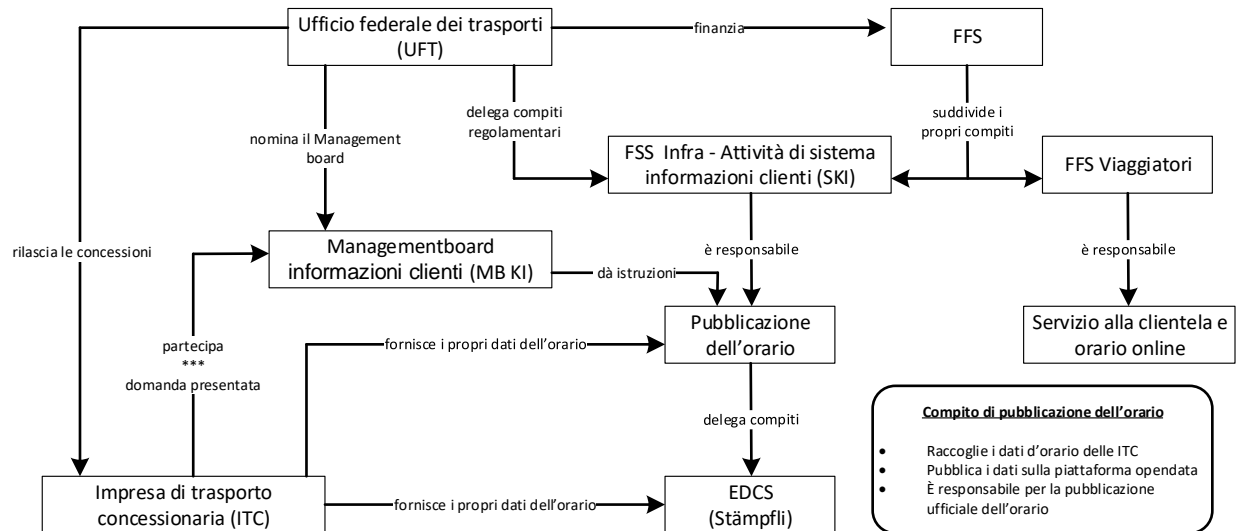 Ufficio federale dei trasporti
(UFT)
finanzia
FFS
delega compiti
regolamentari
suddivide i
propri compiti
nomina il Management
board
FSS Infra - Attività di sistema
informazioni clienti (SKI)
FFS Viaggiatori
rilascia le concessioni
Managementboard
informazioni clienti (MB KI)
è responsabile
è responsabile
dà istruzioni
Pubblicazione
dell'orario
Servizio alla clientela e
orario online
partecipa
***
domanda presentata
fornisce i propri dati dell'orario
delega compiti
Compito di pubblicazione dell'orario
• Raccoglie i dati d'orario delle ITC
• Pubblica i dati sulla piattaforma opendata
• È responsabile per la pubblicazione
ufficiale dell'orario
Impresa di trasporto
concessionaria (ITC)
fornisce i propri dati dell'orario
EDCS
(Stämpfli)